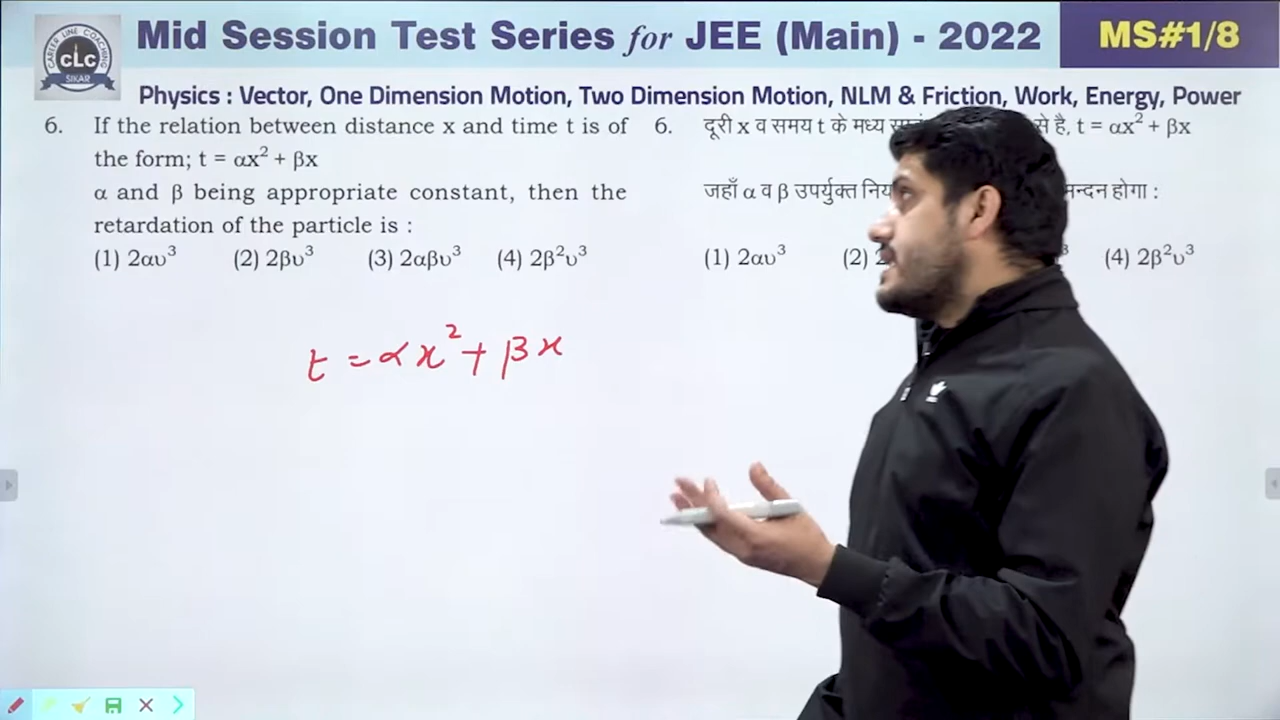 Mid Session Test Series for JEE (Main) - 2022
MS#1/8
CAREER LINE COACHING
CLC
SIKAR
Physics : Vector, One Dimension Motion, Two Dimension Motion, NLM & Friction, Work, Energy, Power
6. If the relation between distance x and time t is of
the form; t = αx² + βx
α and β being appropriate constant, then the
retardation of the particle is :
(1) 2αυ³ (2) 2βυ³ (3) 2αβυ³ (4) 2β²υ³
6. दूरी x व समय t के मध्य से है, t = αx² + βx
जहाँ α व β उपर्युक्त होगा :
(1) 2αυ³ (2) (4) 2β²υ³
t = αx² + βx